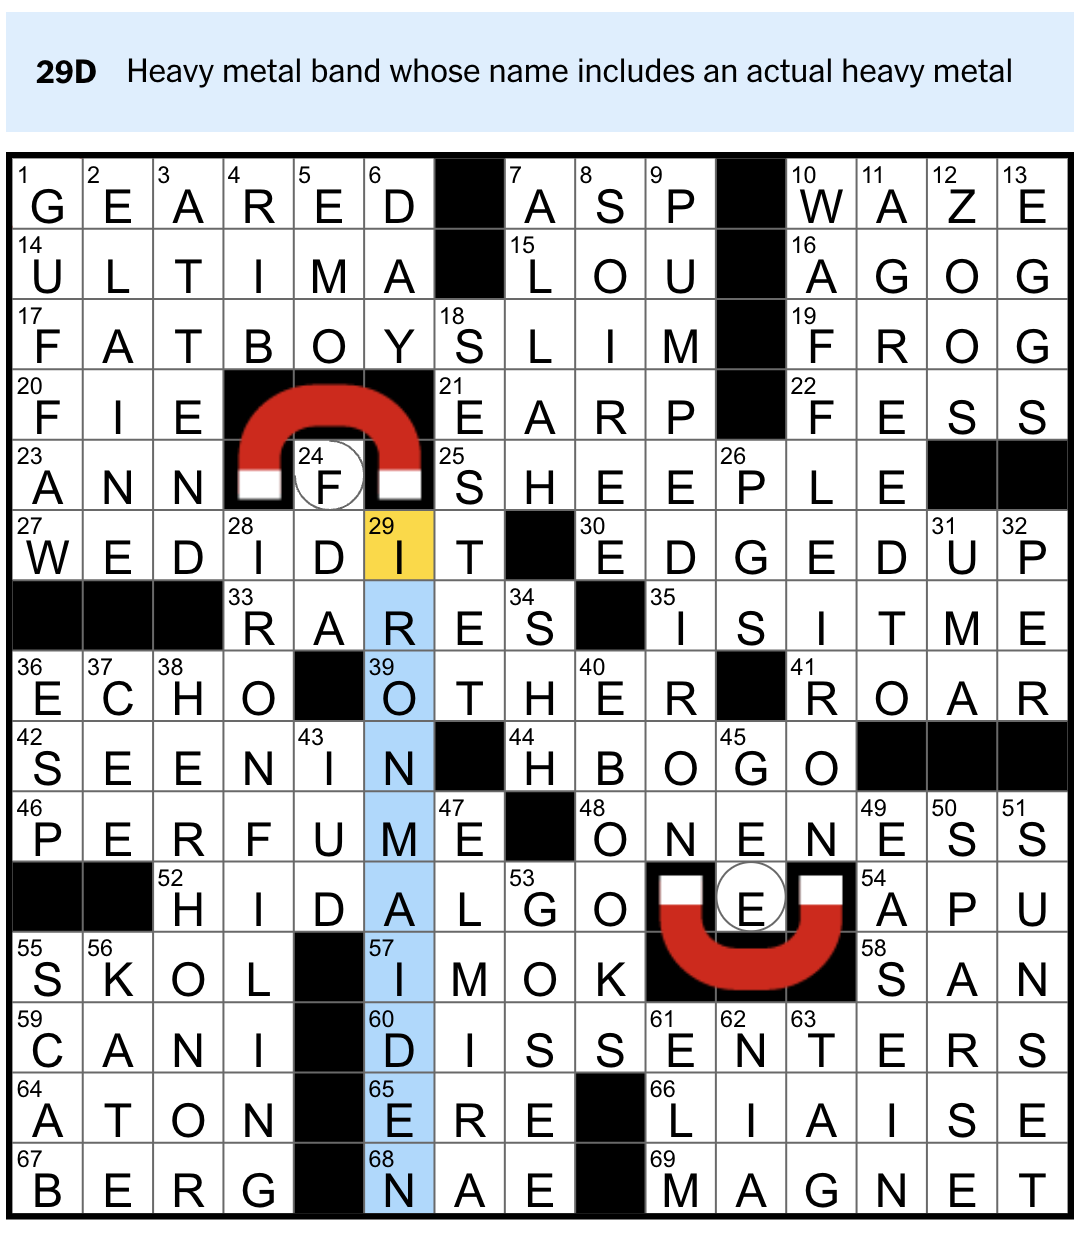 29D Heavy metal band whose name includes an actual heavy metal
1 2 3 4 5 6 7 8 9 10 11 12 13
G E A R E D A S P W A Z E
14 15 16
U L T I M A L O U A G O G
17 18 19
F A T B O Y S L I M F R O G
20 21 22
F I E E A R P F E S S
23 24 25 26
A N N F S H E E P L E
27 28 29 30 31 32
W E D I D I T E D G E D U P
33 34 35
R A R E S I S I T M E
36 37 38 39 40 41
E C H O O T H E R R O A R
42 43 44 45
S E E N I N H B O G O
46 47 48 49 50 51
P E R F U M E O N E N E S S
52 53 54
H I D A L G O E A P U
55 56 57 58
S K O L I M O K S A N
59 60 61 62 63
C A N I D I S S E N T E R S
64 65 66
A T O N E R E L I A I S E
67 68 69
B E R G N A E M A G N E T